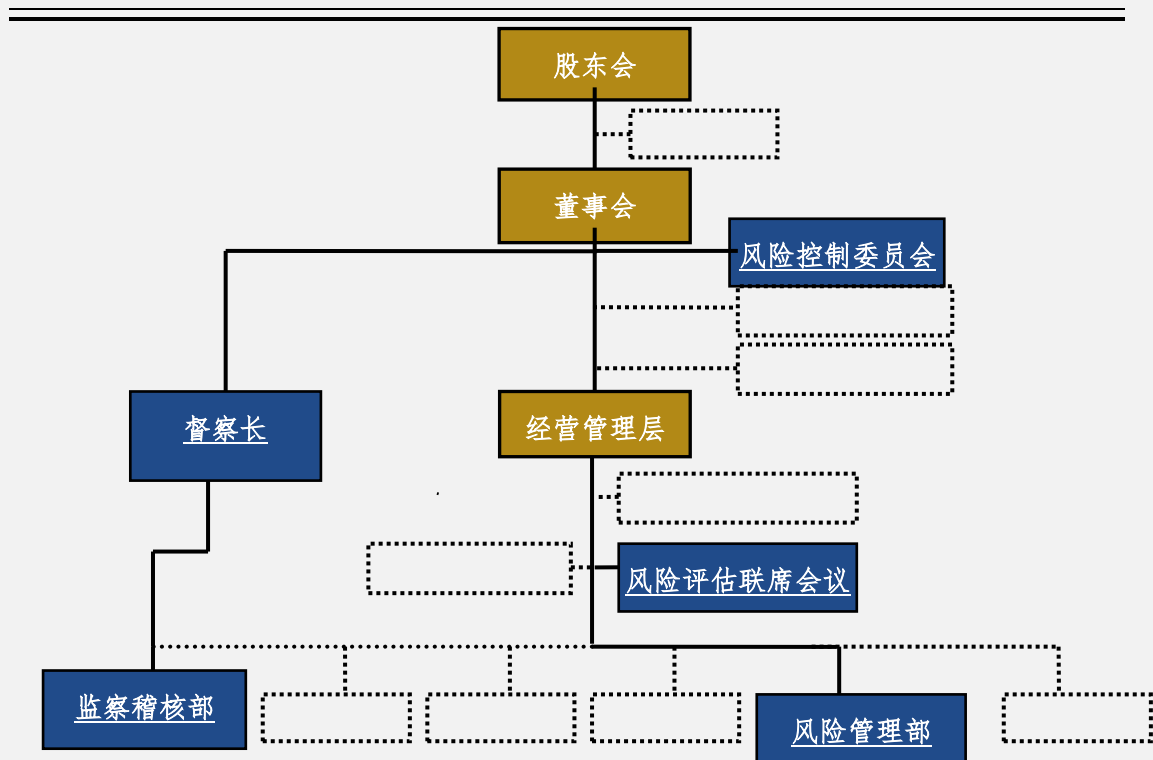 股东会
董事会
风险控制委员会
督察长
经营管理层
风险评估联席会议
监察稽核部
风险管理部